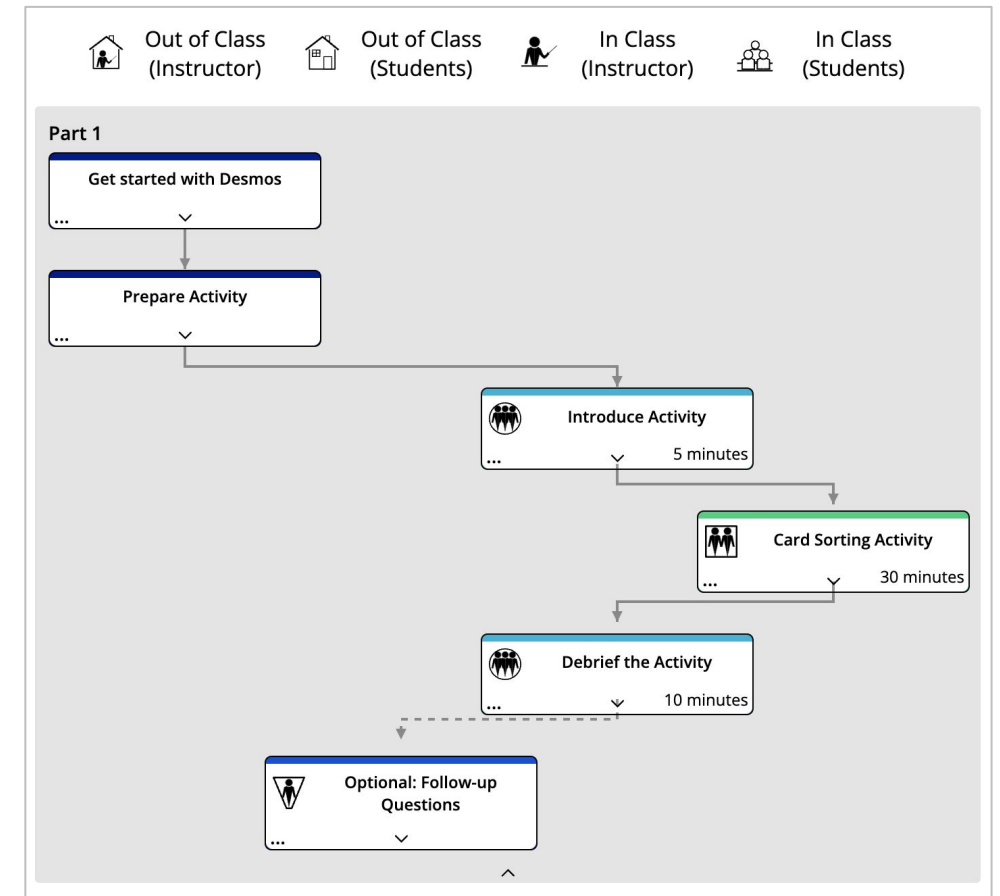 Out of Class
(Instructor)
Out of Class
(Students)
In Class
(Instructor)
In Class
(Students)
Part 1
Get started with Desmos
...
Prepare Activity
...
Introduce Activity
5 minutes
...
Card Sorting Activity
30 minutes
...
Debrief the Activity
10 minutes
...
Optional: Follow-up
Questions
...